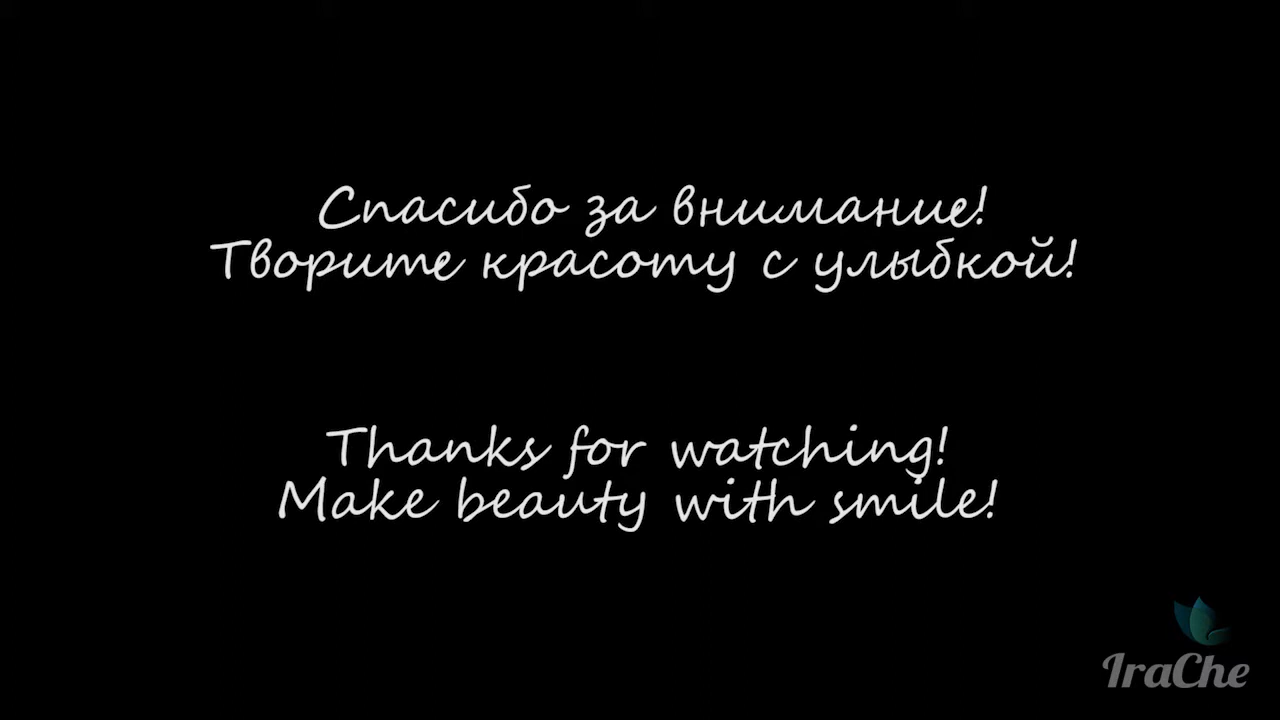 Спасибо за внимание!
Творите красоту с улыбкой!
Thanks for watching!
Make beauty with smile!
IraChe